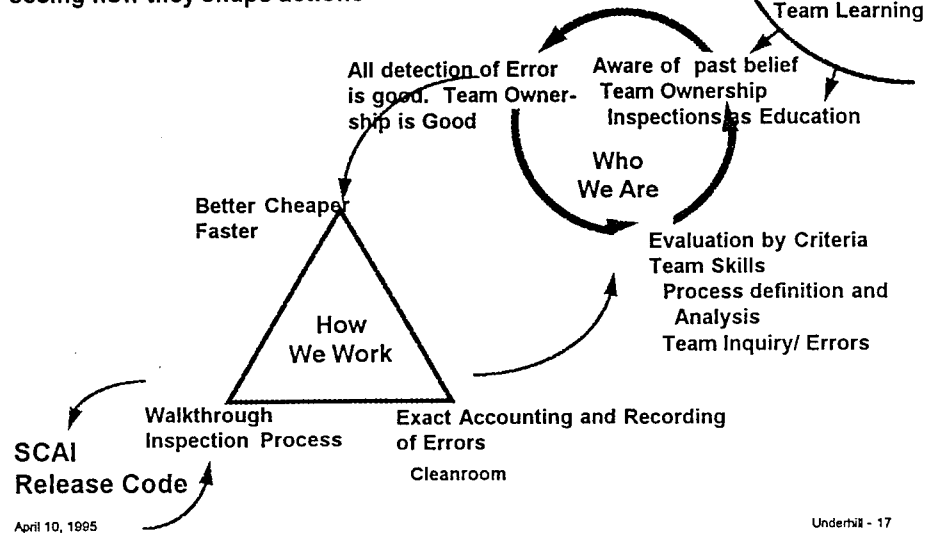 seeing how they shape actions
Team Learning
All detection of Error
is good. Team Owner-
ship is Good
Aware of past belief
Team Ownership
Inspections as Education
Who
We Are
Better Cheaper
Faster
Evaluation by Criteria
Team Skills
Process definition and
Analysis
Team Inquiry/ Errors
How
We Work
Walkthrough
Inspection Process
Exact Accounting and Recording
of Errors
Cleanroom
SCAI
Release Code
April 10, 1995
Underhill - 17